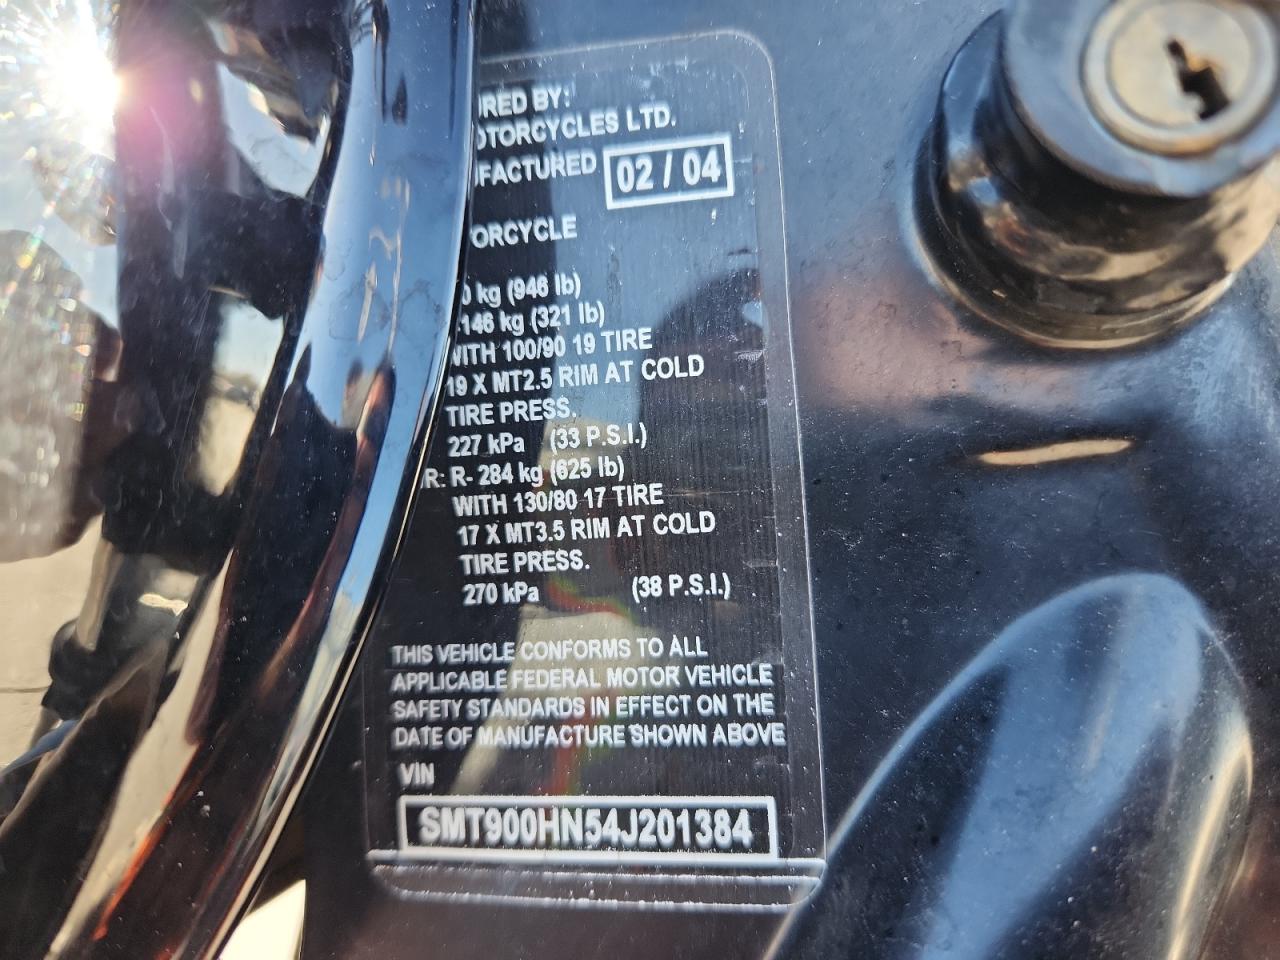 URED BY:
OTORCYCLES LTD.
UFACTURED 02 / 04
ORCYCLE
0 kg (946 lb)
146 kg (321 lb)
WITH 100/90 19 TIRE
19 X MT2.5 RIM AT COLD
TIRE PRESS.
227 kPa (33 P.S.I.)
R: R- 284 kg (625 lb)
WITH 130/80 17 TIRE
17 X MT3.5 RIM AT COLD
TIRE PRESS.
270 kPa (38 P.S.I.)
THIS VEHICLE CONFORMS TO ALL
APPLICABLE FEDERAL MOTOR VEHICLE
SAFETY STANDARDS IN EFFECT ON THE
DATE OF MANUFACTURE SHOWN ABOVE
VIN
SMT900HN54J201384